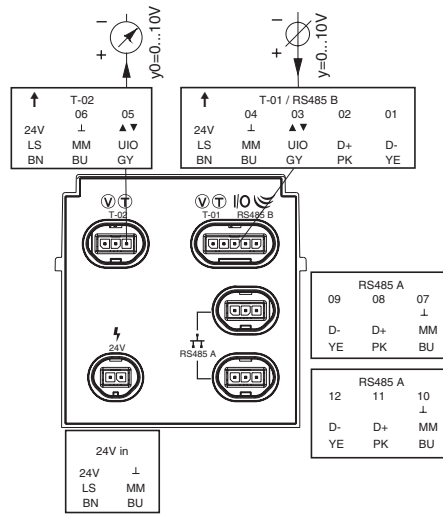 y0=0...10V
y=0...10V
T-02
06 05
24V ⊥ ▲▼
LS MM UIO
BN BU GY
T-01 / RS485 B
04 03 02 01
24V ⊥ ▲▼
LS MM UIO D+ D-
BN BU GY PK YE
V T
T-02
V T I/O
T-01 RS485 B
24V
RS485 A
RS485 A
09 08 07
⊥
D- D+ MM
YE PK BU
RS485 A
12 11 10
⊥
D- D+ MM
YE PK BU
24V in
24V ⊥
LS MM
BN BU